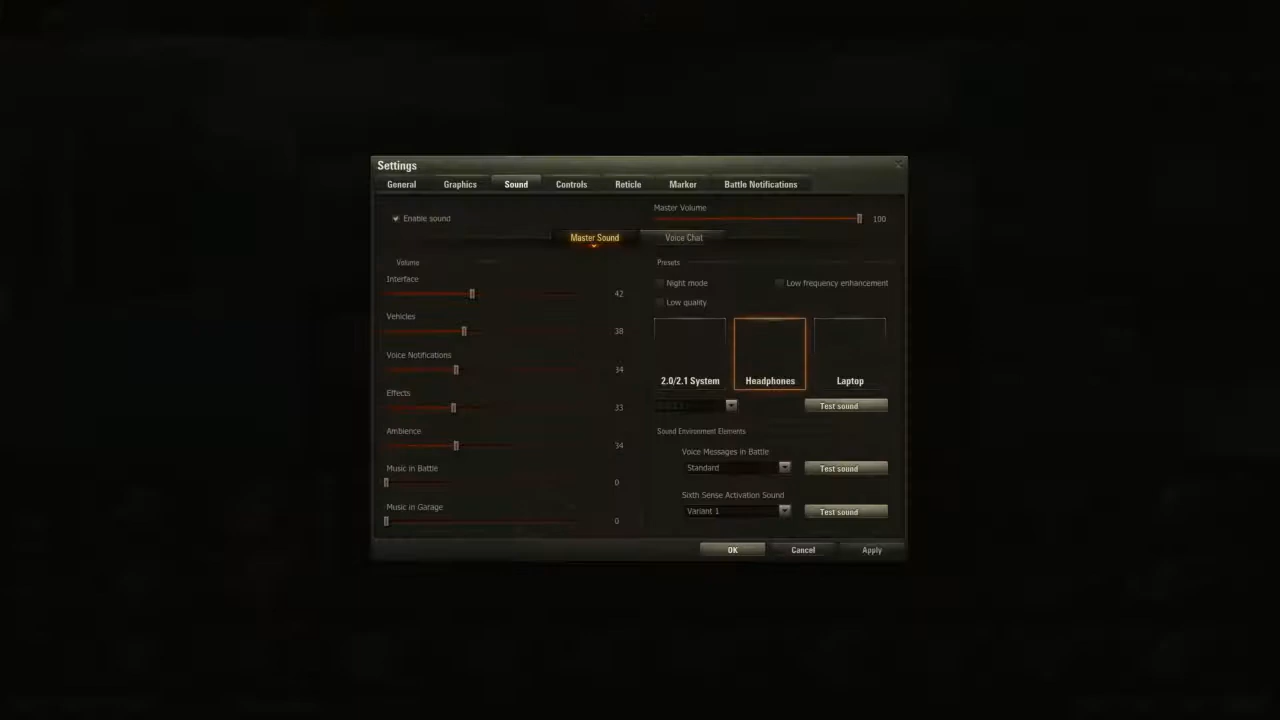 Settings
General Graphics Sound Controls Reticle Marker Battle Notifications
Enable sound
Master Volume
100
Master Sound Voice Chat
Volume
Interface
42
Vehicles
38
Voice Notifications
34
Effects
33
Ambience
34
Music in Battle
0
Music in Garage
0
Presets
Night mode Low frequency enhancement
Low quality
2.0/2.1 System Headphones Laptop
Test sound
Sound Environment Elements
Voice Messages in Battle
Standard Test sound
Sixth Sense Activation Sound
Variant 1 Test sound
OK Cancel Apply